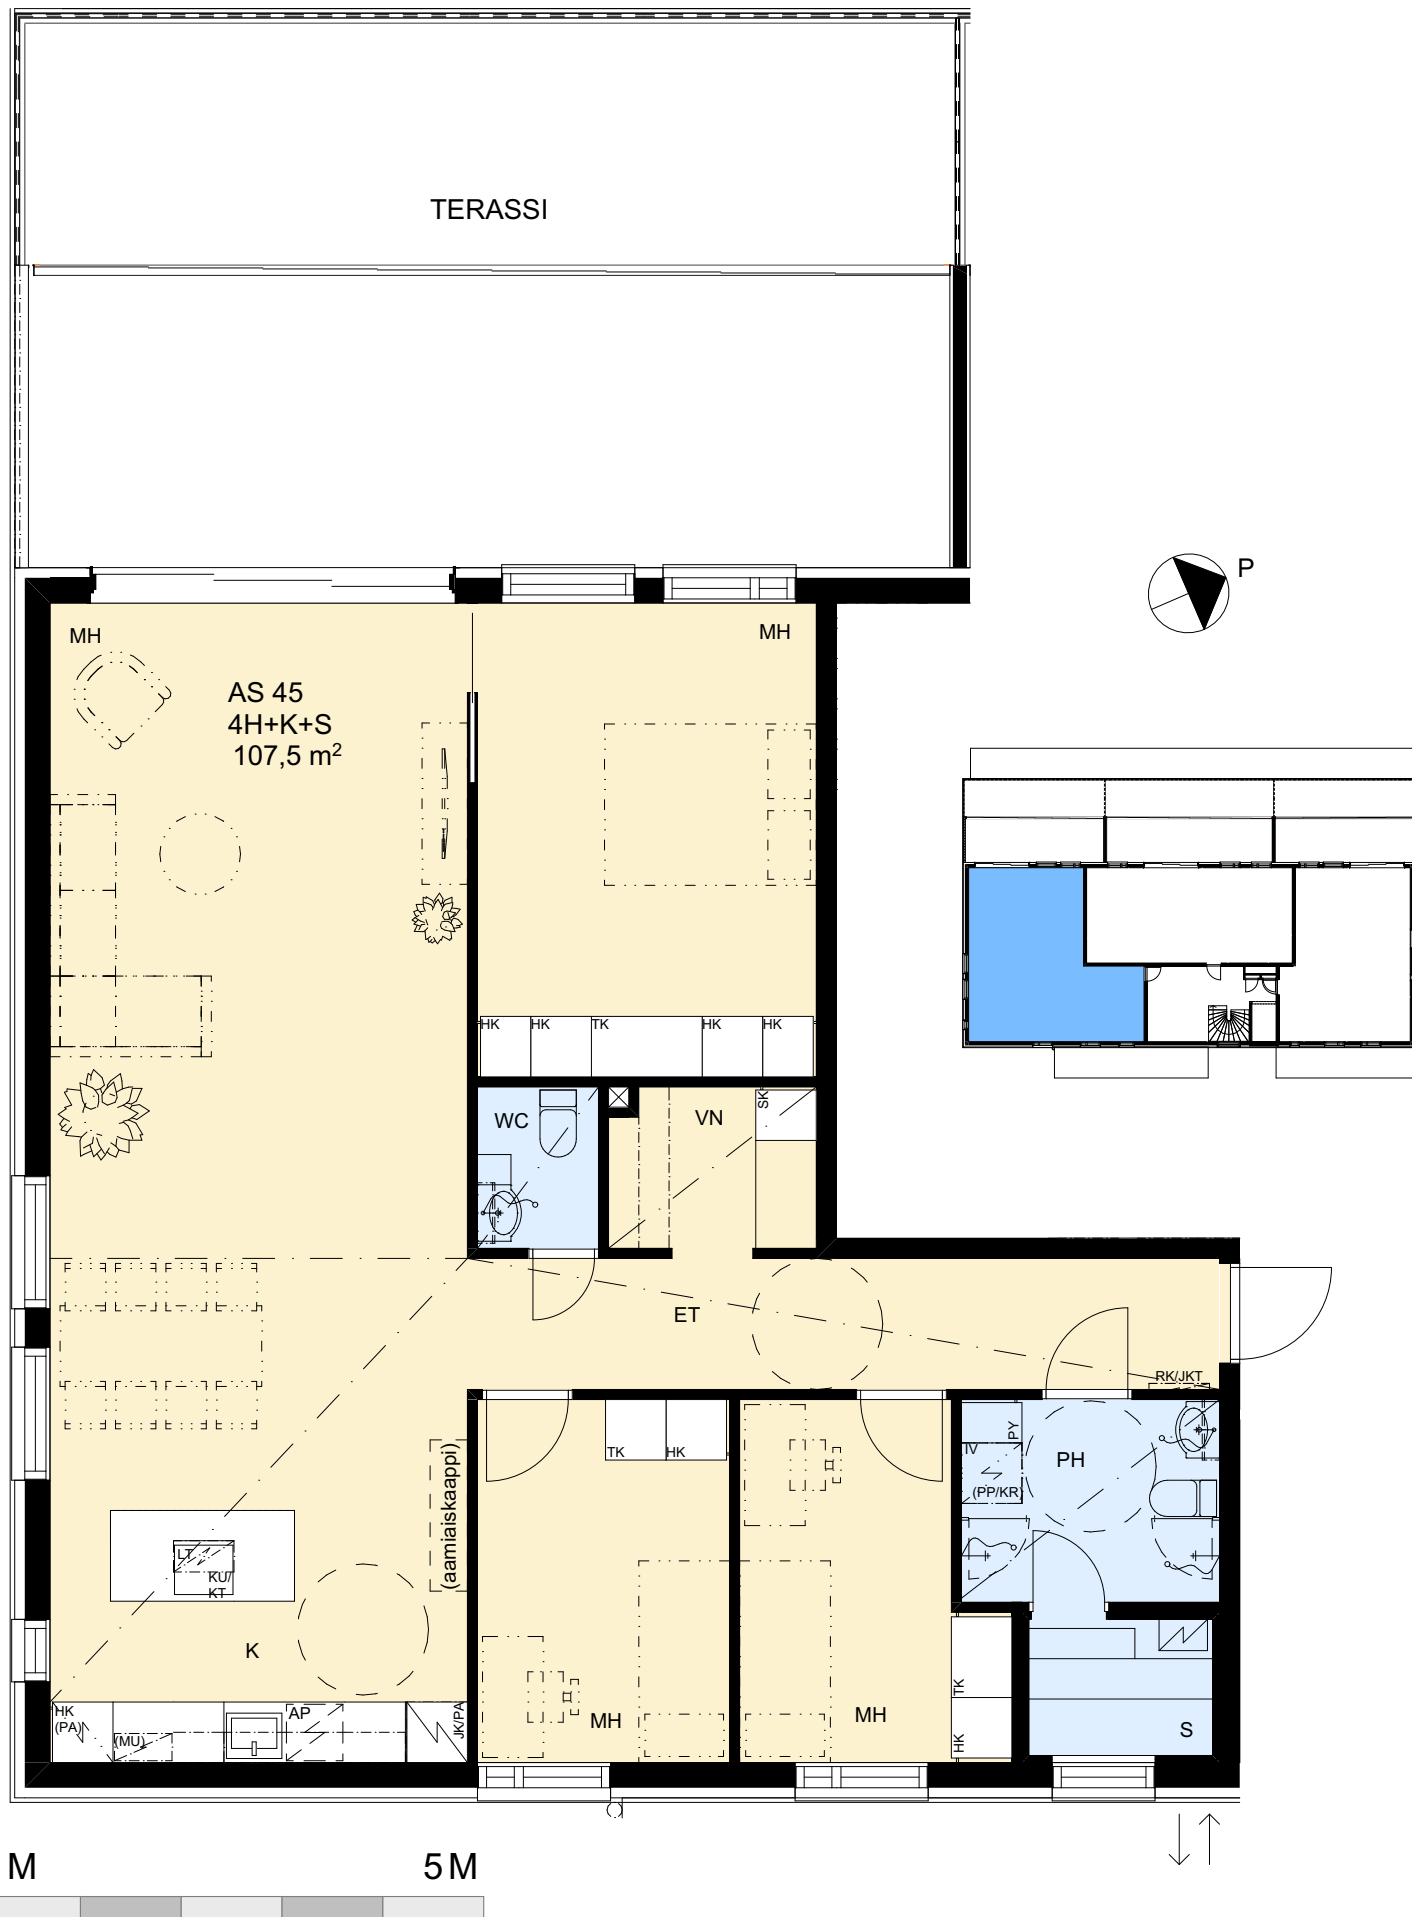 TERASSI
P
MH
MH
AS 45
4H+K+S
107,5 m²
HK
HK
TK
HK
HK
WC
VN
SK
ET
RK/JKT
TK
HK
(aamiaiskaappi)
PY
IV
(PP/KR)
PH
LT
KU/
KT
K
HK
(PA)
(MU)
AP
JK/PA
MH
MH
TK
HK
S
M
5 M